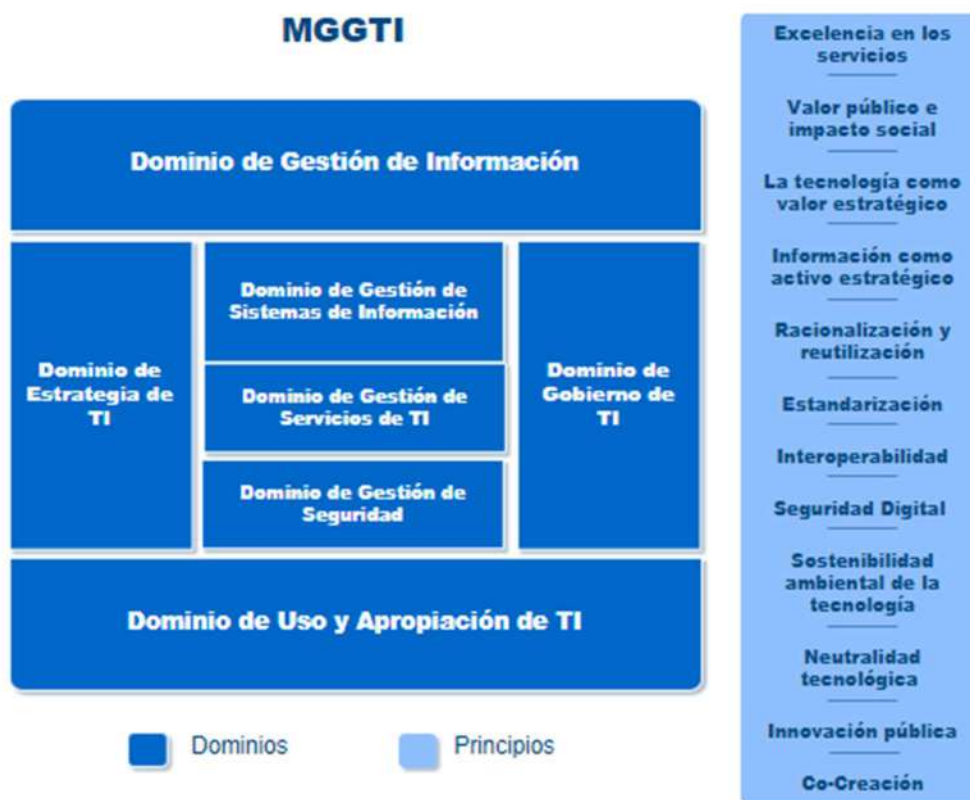 MGGTI
Dominio de Gestión de Información
Dominio de
Estrategia de
TI
Dominio de Gestión de
Sistemas de Información
Dominio de Gestión de
Servicios de TI
Dominio de Gestión de
Seguridad
Dominio de
Gobierno de
TI
Dominio de Uso y Apropiación de TI
Dominios
Principios
Excelencia en los
servicios
Valor público e
impacto social
La tecnología como
valor estratégico
Información como
activo estratégico
Racionalización y
reutilización
Estandarización
Interoperabilidad
Seguridad Digital
Sostenibilidad
ambiental de la
tecnología
Neutralidad
tecnológica
Innovación pública
Co-Creación